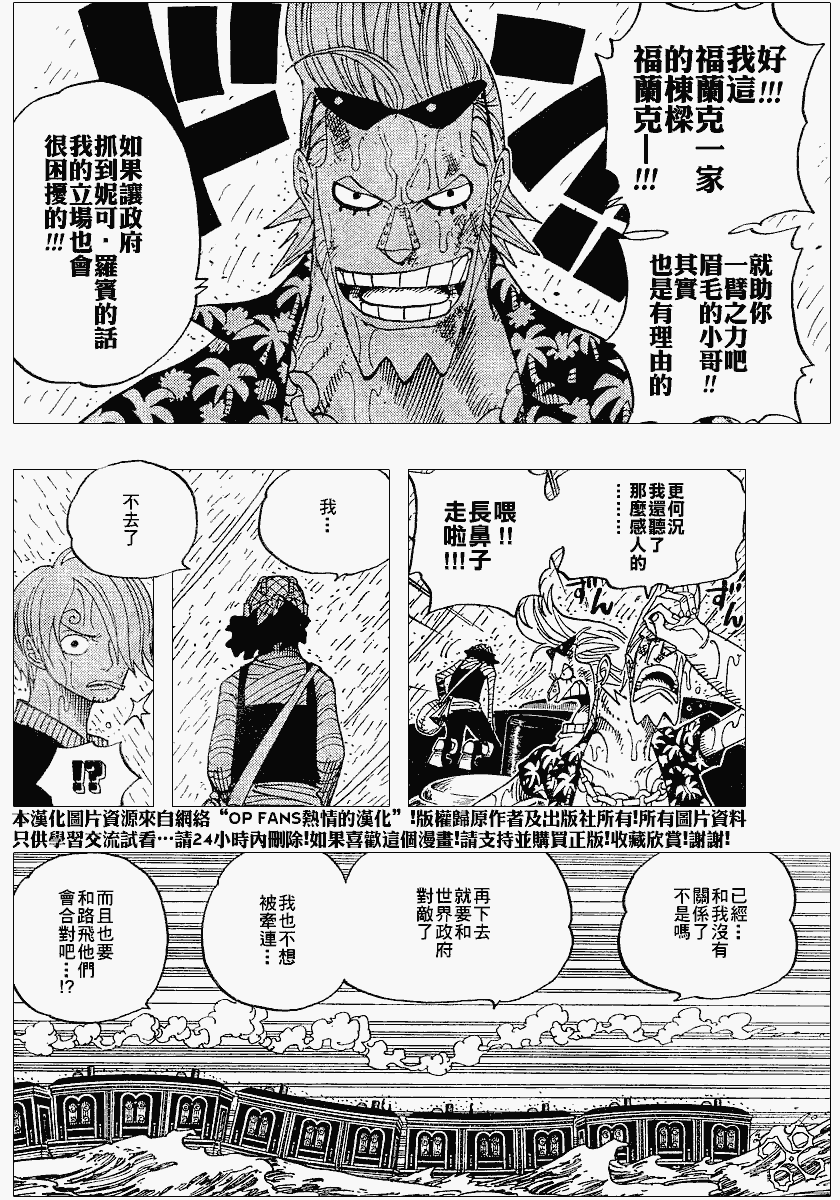 好!!!
我這
福蘭克一家
的棟樑
福蘭克—!!!
就助你
一臂之力吧
眉毛的小哥!!
其實
也是有理由的
如果讓政府
抓到妮可·羅賓的話
我的立場也會
很困擾的!!!
更何況
我還聽了
那麼感人的
………
喂!!
長鼻子
走啦!!!
ずん
ずん
我…
不去了
!?
本漢化圖片資源來自網絡“OP FANS熱情的漢化”!版權歸原作者及出版社所有!所有圖片資料
只供學習交流試看…請24小時內刪除!如果喜歡這個漫畫!請支持並購買正版!收藏欣賞!謝謝!
已經…
和我沒有
關係了
不是嗎
再下去
就要和
世界政府
對敵了
我也不想
被牽連…
而且也要
和路飛他們
會合對吧…!?